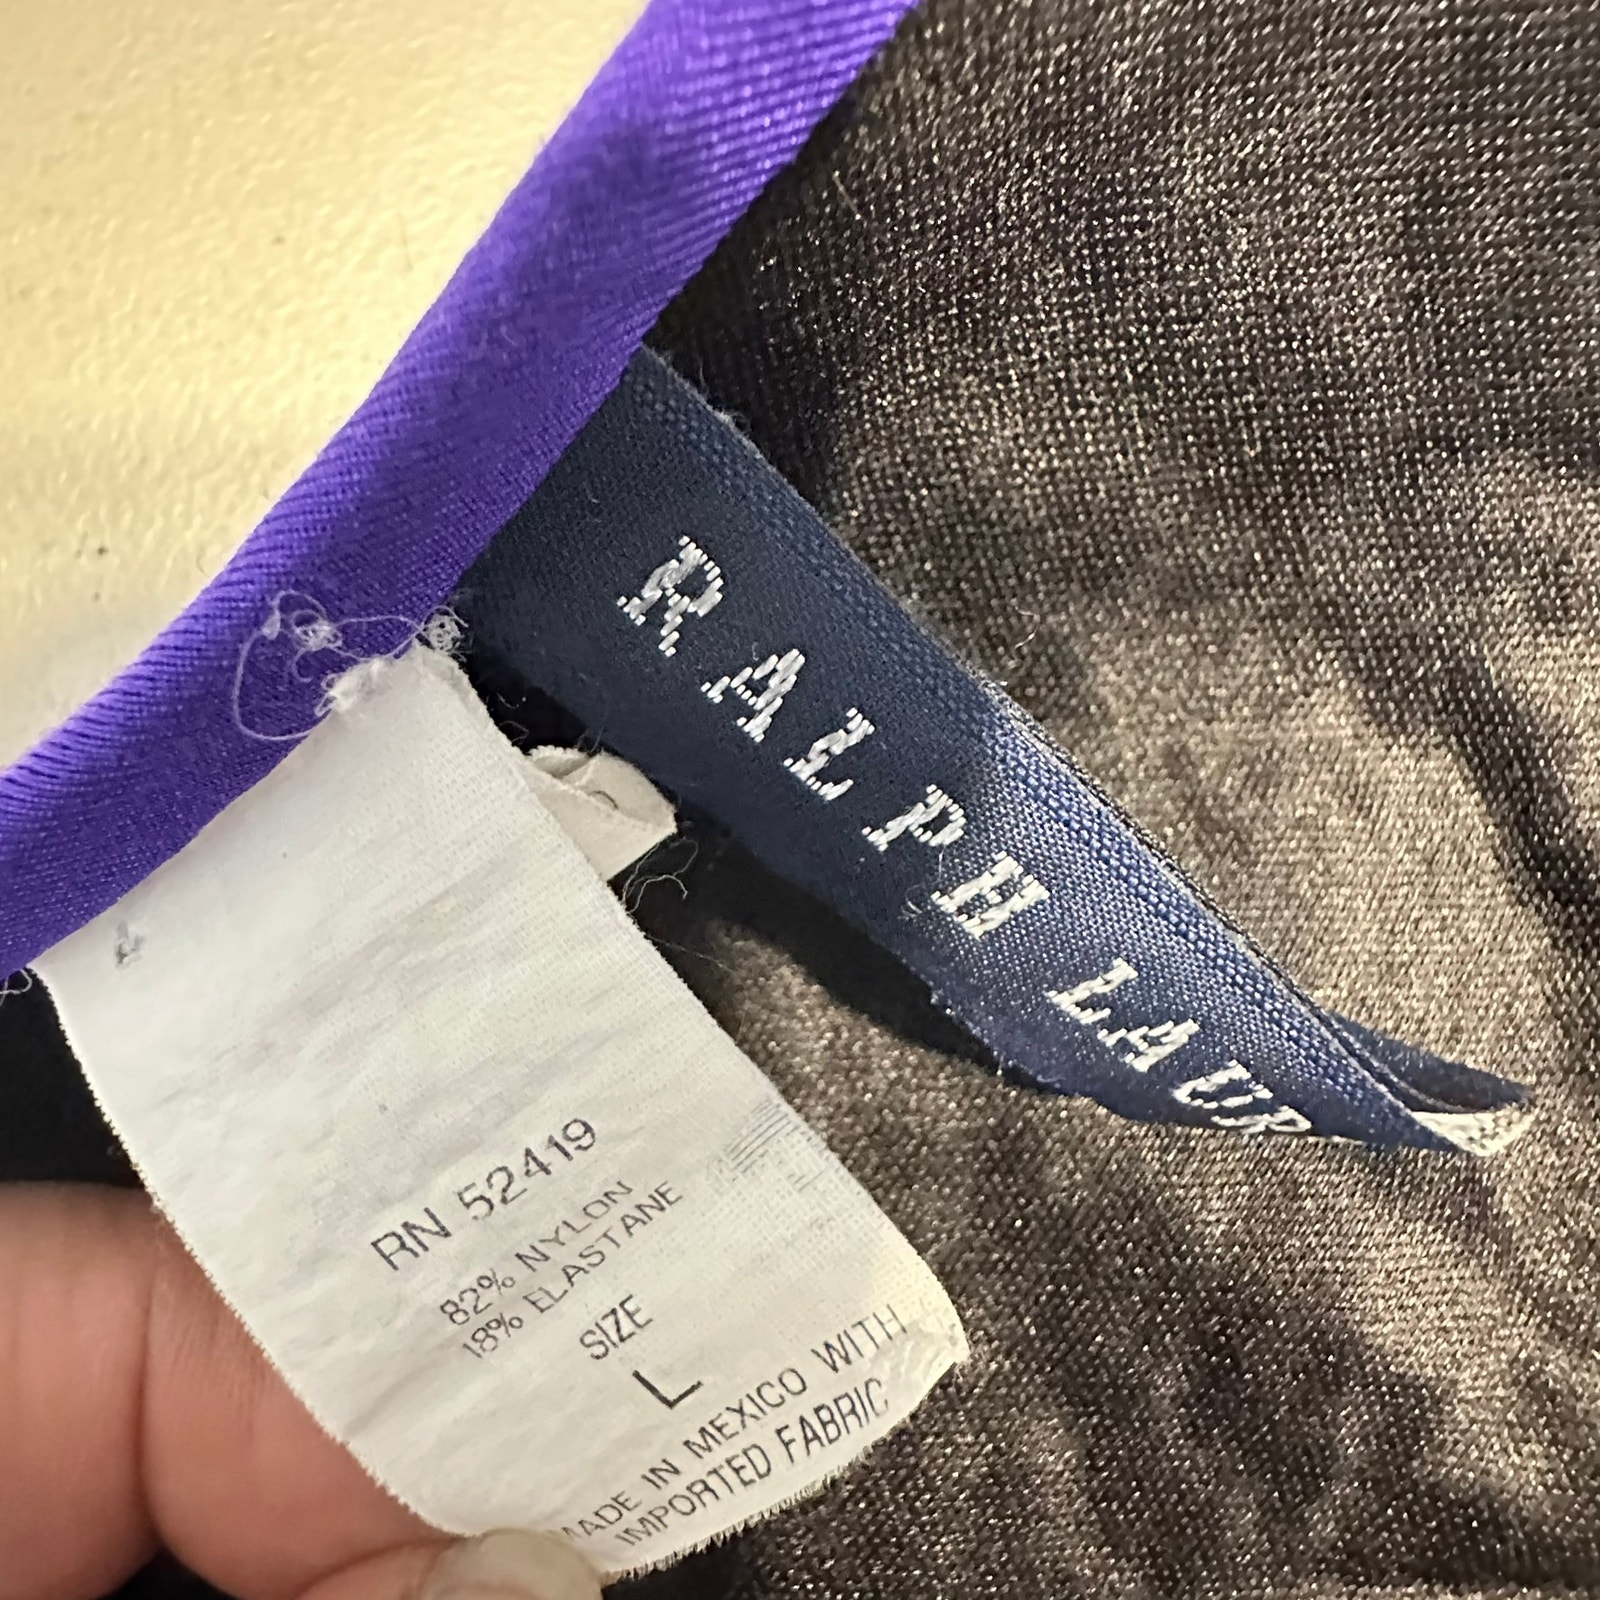 RALPH LAUR
RN 52419
82% NYLON
18% ELASTANE
SIZE
L
MADE IN MEXICO WITH
IMPORTED FABRIC